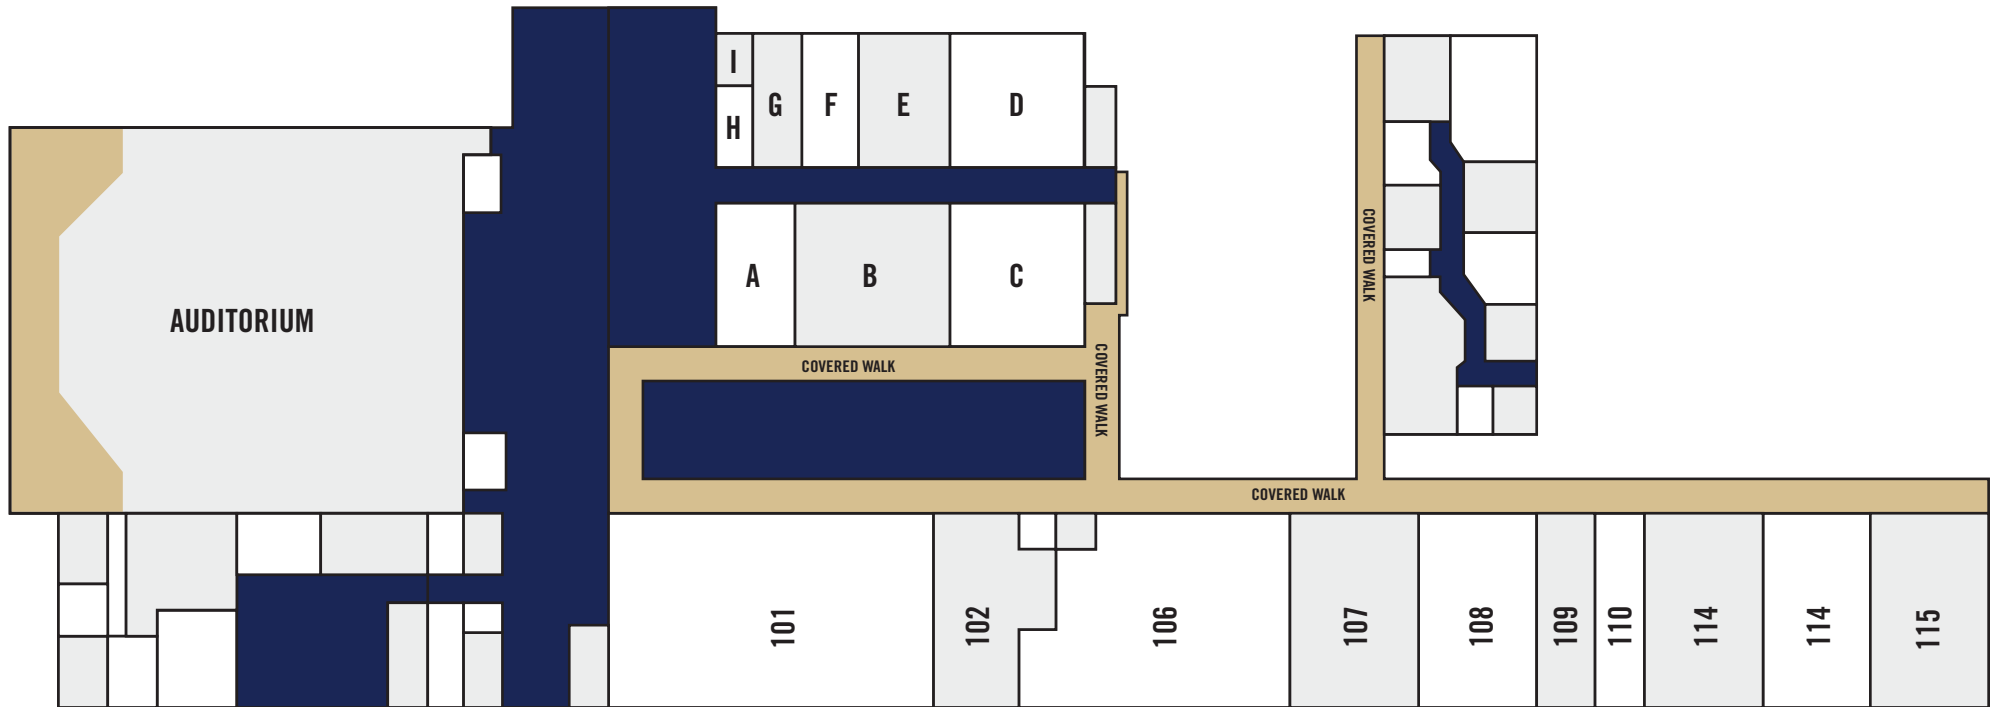 I
H
G
F
E
D
A
B
C
AUDITORIUM
COVERED WALK
COVERED WALK
COVERED WALK
COVERED WALK
101
102
106
107
108
109
110
114
114
115